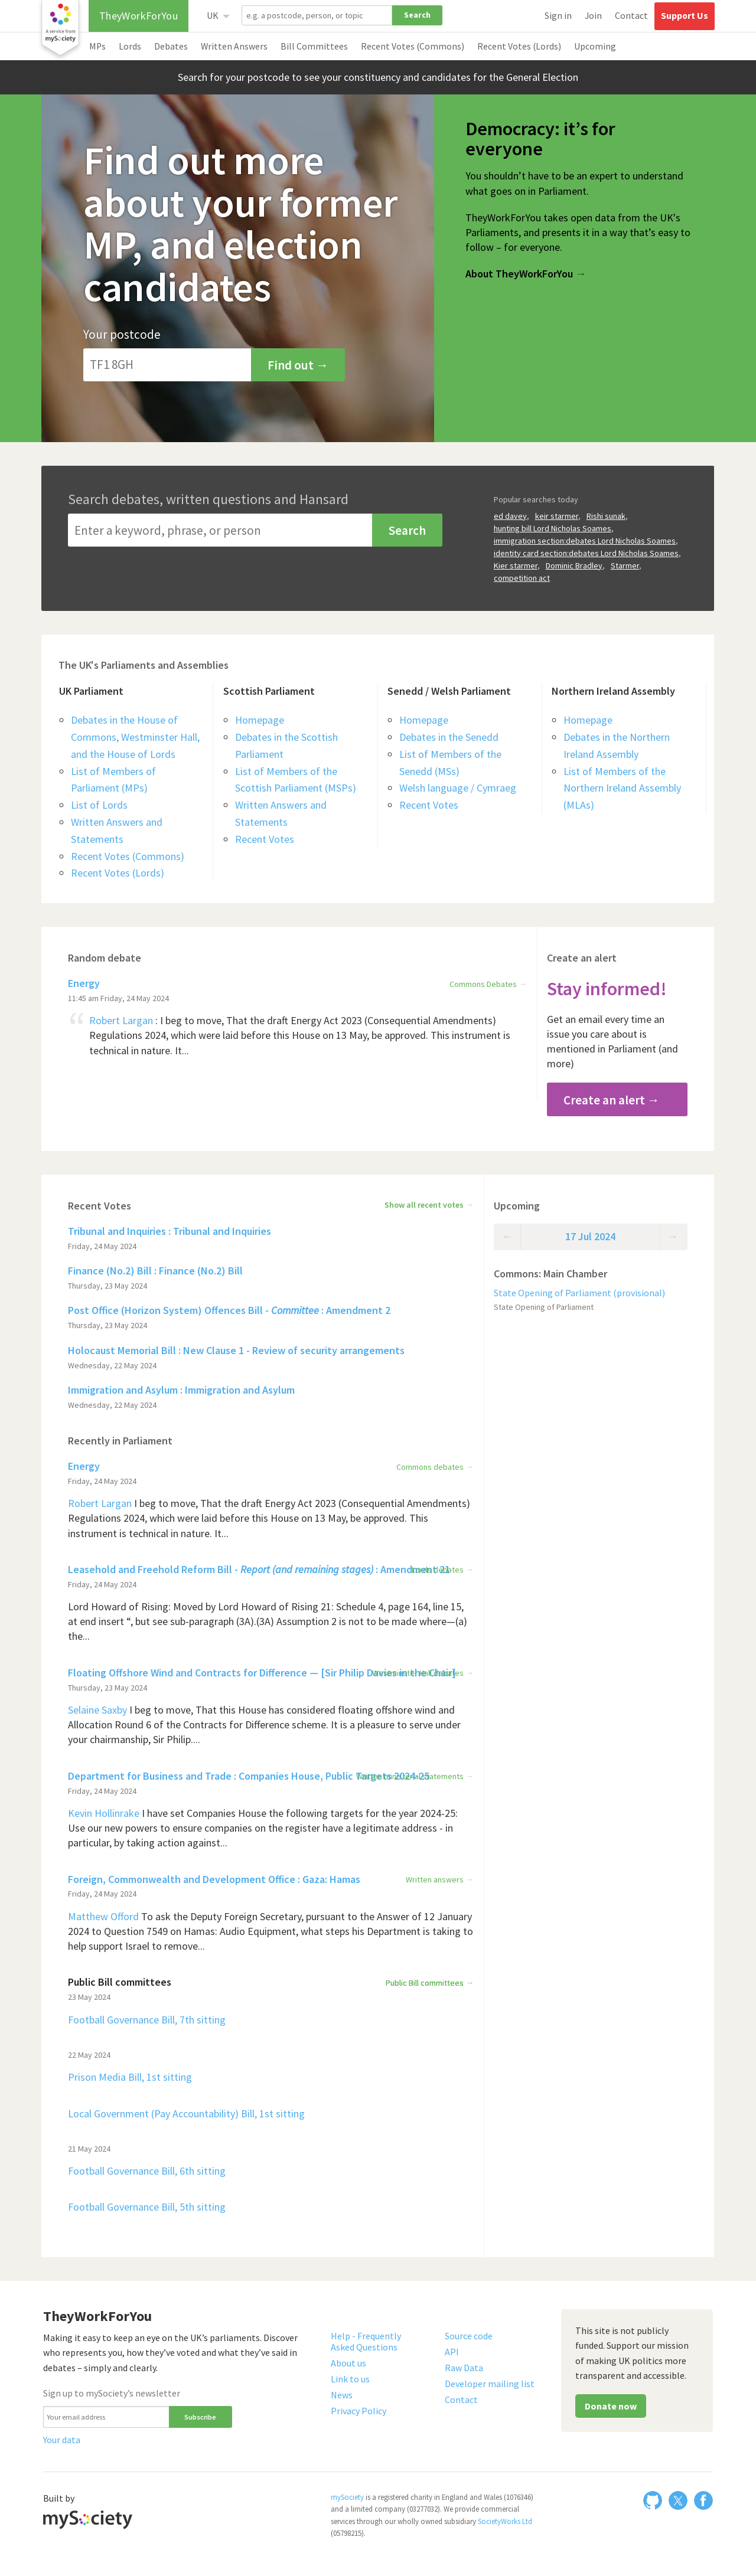 A service from
mySociety
TheyWorkForYou
UK
e.g. a postcode, person, or topic
Search
Sign in
Join
Contact
Support Us
MPs
Lords
Debates
Written Answers
Bill Committees
Recent Votes (Commons)
Recent Votes (Lords)
Upcoming
Search for your postcode to see your constituency and candidates for the General Election
Find out more
about your former
MP, and election
candidates
Your postcode
TF1 8GH
Find out →
Democracy: it’s for
everyone
You shouldn’t have to be an expert to understand
what goes on in Parliament.
TheyWorkForYou takes open data from the UK's
Parliaments, and presents it in a way that’s easy to
follow – for everyone.
About TheyWorkForYou →
Search debates, written questions and Hansard
Enter a keyword, phrase, or person
Search
Popular searches today
ed davey, keir starmer, Rishi sunak,
hunting bill Lord Nicholas Soames,
immigration section:debates Lord Nicholas Soames,
identity card section:debates Lord Nicholas Soames,
Kier starmer, Dominic Bradley, Starmer,
competition act
The UK's Parliaments and Assemblies
UK Parliament
Debates in the House of
Commons, Westminster Hall,
and the House of Lords
List of Members of
Parliament (MPs)
List of Lords
Written Answers and
Statements
Recent Votes (Commons)
Recent Votes (Lords)
Scottish Parliament
Homepage
Debates in the Scottish
Parliament
List of Members of the
Scottish Parliament (MSPs)
Written Answers and
Statements
Recent Votes
Senedd / Welsh Parliament
Homepage
Debates in the Senedd
List of Members of the
Senedd (MSs)
Welsh language / Cymraeg
Recent Votes
Northern Ireland Assembly
Homepage
Debates in the Northern
Ireland Assembly
List of Members of the
Northern Ireland Assembly
(MLAs)
Random debate
Energy
Commons Debates →
11:45 am Friday, 24 May 2024
Robert Largan : I beg to move, That the draft Energy Act 2023 (Consequential Amendments)
Regulations 2024, which were laid before this House on 13 May, be approved. This instrument is
technical in nature. It...
Create an alert
Stay informed!
Get an email every time an
issue you care about is
mentioned in Parliament (and
more)
Create an alert →
Recent Votes
Show all recent votes →
Tribunal and Inquiries : Tribunal and Inquiries
Friday, 24 May 2024
Finance (No.2) Bill : Finance (No.2) Bill
Thursday, 23 May 2024
Post Office (Horizon System) Offences Bill - Committee : Amendment 2
Thursday, 23 May 2024
Holocaust Memorial Bill : New Clause 1 - Review of security arrangements
Wednesday, 22 May 2024
Immigration and Asylum : Immigration and Asylum
Wednesday, 22 May 2024
Upcoming
← 17 Jul 2024 →
Commons: Main Chamber
State Opening of Parliament (provisional)
State Opening of Parliament
Recently in Parliament
Energy
Commons debates →
Friday, 24 May 2024
Robert Largan I beg to move, That the draft Energy Act 2023 (Consequential Amendments)
Regulations 2024, which were laid before this House on 13 May, be approved. This
instrument is technical in nature. It...
Leasehold and Freehold Reform Bill - Report (and remaining stages) : Amendment 21
Friday, 24 May 2024
Lord Howard of Rising: Moved by Lord Howard of Rising 21: Schedule 4, page 164, line 15,
at end insert “, but see sub-paragraph (3A).(3A) Assumption 2 is not to be made where—(a)
the...
Floating Offshore Wind and Contracts for Difference — [Sir Philip Davies in the Chair]
Thursday, 23 May 2024
Selaine Saxby I beg to move, That this House has considered floating offshore wind and
Allocation Round 6 of the Contracts for Difference scheme. It is a pleasure to serve under
your chairmanship, Sir Philip....
Department for Business and Trade : Companies House, Public Targets 2024-25
Friday, 24 May 2024
Kevin Hollinrake I have set Companies House the following targets for the year 2024-25:
Use our new powers to ensure companies on the register have a legitimate address - in
particular, by taking action against...
Foreign, Commonwealth and Development Office : Gaza: Hamas
Written answers →
Friday, 24 May 2024
Matthew Offord To ask the Deputy Foreign Secretary, pursuant to the Answer of 12 January
2024 to Question 7549 on Hamas: Audio Equipment, what steps his Department is taking to
help support Israel to remove...
Public Bill committees
Public Bill committees →
23 May 2024
Football Governance Bill, 7th sitting
22 May 2024
Prison Media Bill, 1st sitting
Local Government (Pay Accountability) Bill, 1st sitting
21 May 2024
Football Governance Bill, 6th sitting
Football Governance Bill, 5th sitting
TheyWorkForYou
Making it easy to keep an eye on the UK’s parliaments. Discover
who represents you, how they’ve voted and what they’ve said in
debates – simply and clearly.
Sign up to mySociety’s newsletter
Your email address
Subscribe
Your data
Help - Frequently
Asked Questions
About us
Link to us
News
Privacy Policy
Source code
API
Raw Data
Developer mailing list
Contact
This site is not publicly
funded. Support our mission
of making UK politics more
transparent and accessible.
Donate now
Built by
mySociety
mySociety is a registered charity in England and Wales (1076346)
and a limited company (03277032). We provide commercial
services through our wholly owned subsidiary SocietyWorks Ltd
(05798215).